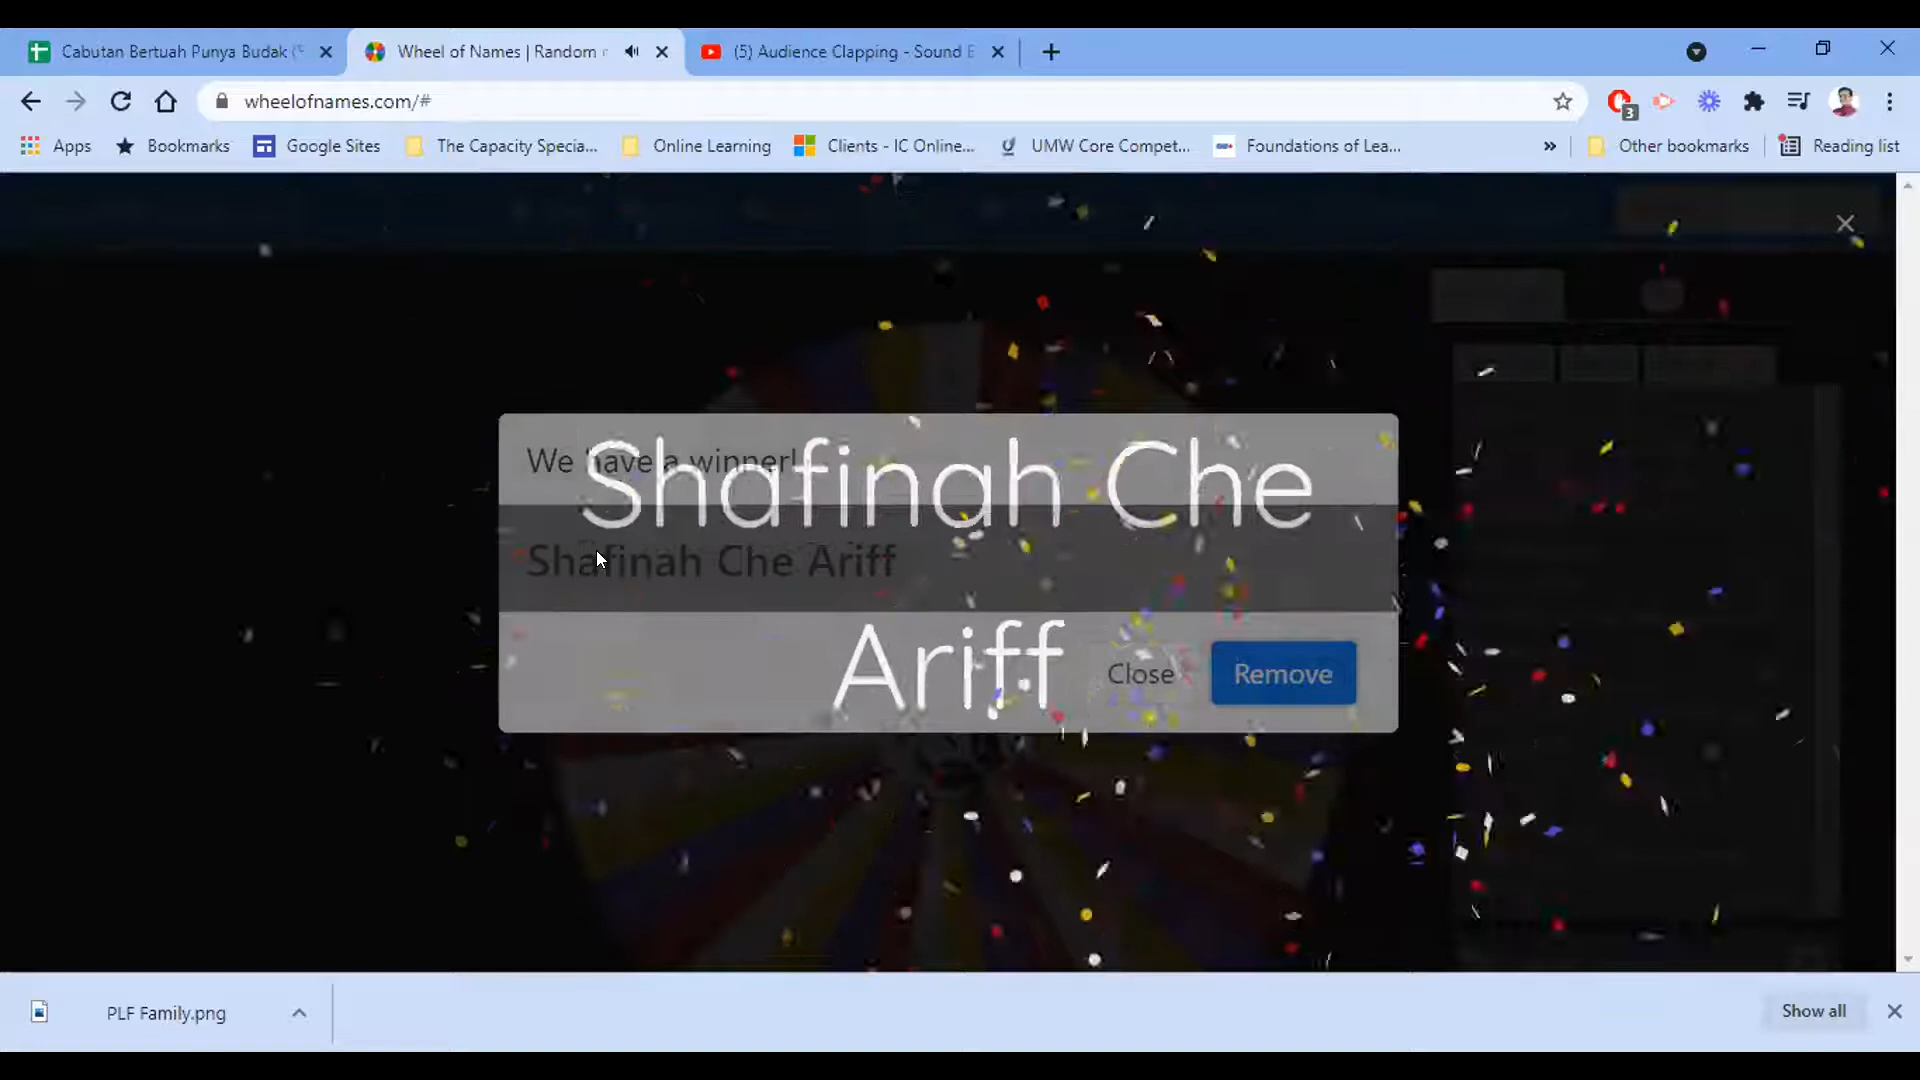 Cabutan Bertuah Punya Budak (
Wheel of Names | Random
(5) Audience Clapping - Sound E
wheelofnames.com/#
3
Apps
Bookmarks
Google Sites
The Capacity Specia...
Online Learning
Clients - IC Online...
UMW Core Compet...
Foundations of Lea...
»
Other bookmarks
Reading list
We have a winner!
Shafinah Che
Shafinah Che Ariff
Ariff
Close
Remove
PLF Family.png
Show all